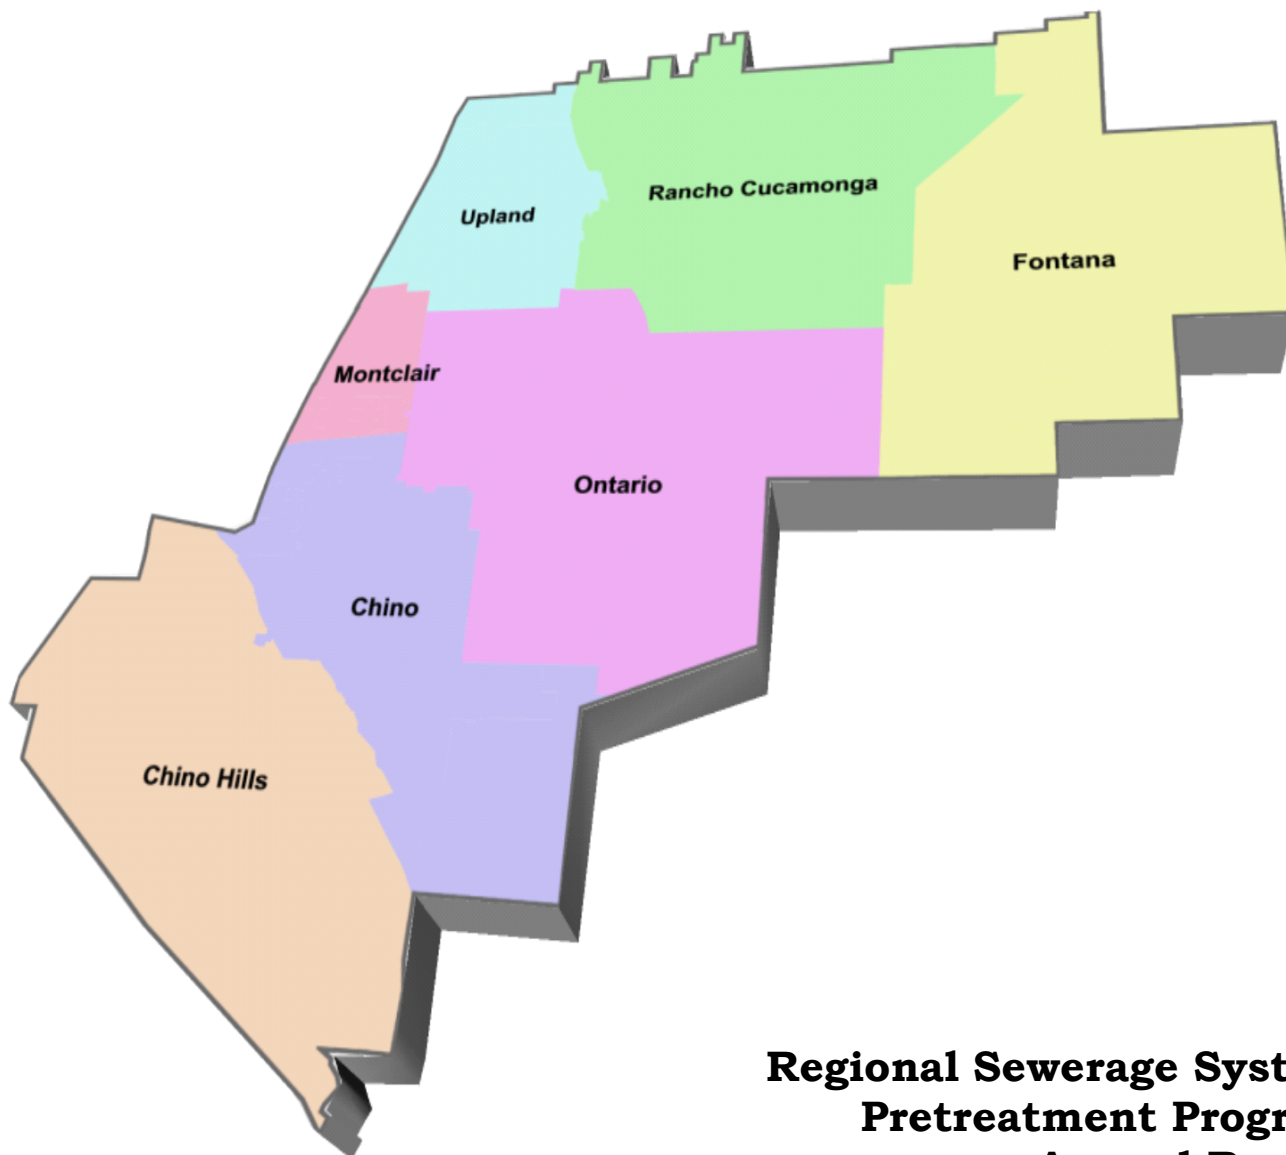 Rancho Cucamonga
Upland
Fontana
Montclair
Ontario
Chino
Chino Hills
Regional Sewerage Syst
Pretreatment Progr